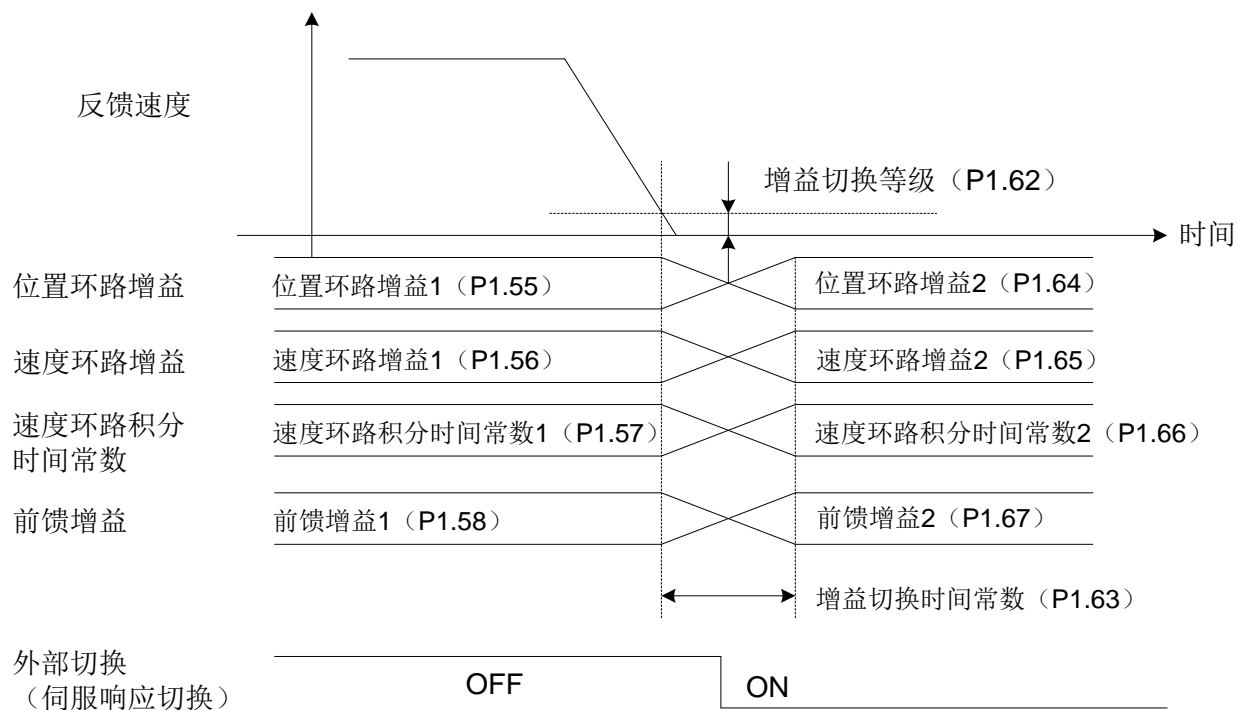 反馈速度
增益切换等级（P1.62）
时间
位置环路增益
位置环路增益1（P1.55）
位置环路增益2（P1.64）
速度环路增益
速度环路增益1（P1.56）
速度环路增益2（P1.65）
速度环路积分
时间常数
速度环路积分时间常数1（P1.57）
速度环路积分时间常数2（P1.66）
前馈增益
前馈增益1（P1.58）
前馈增益2（P1.67）
增益切换时间常数（P1.63）
外部切换
（伺服响应切换）
OFF
ON